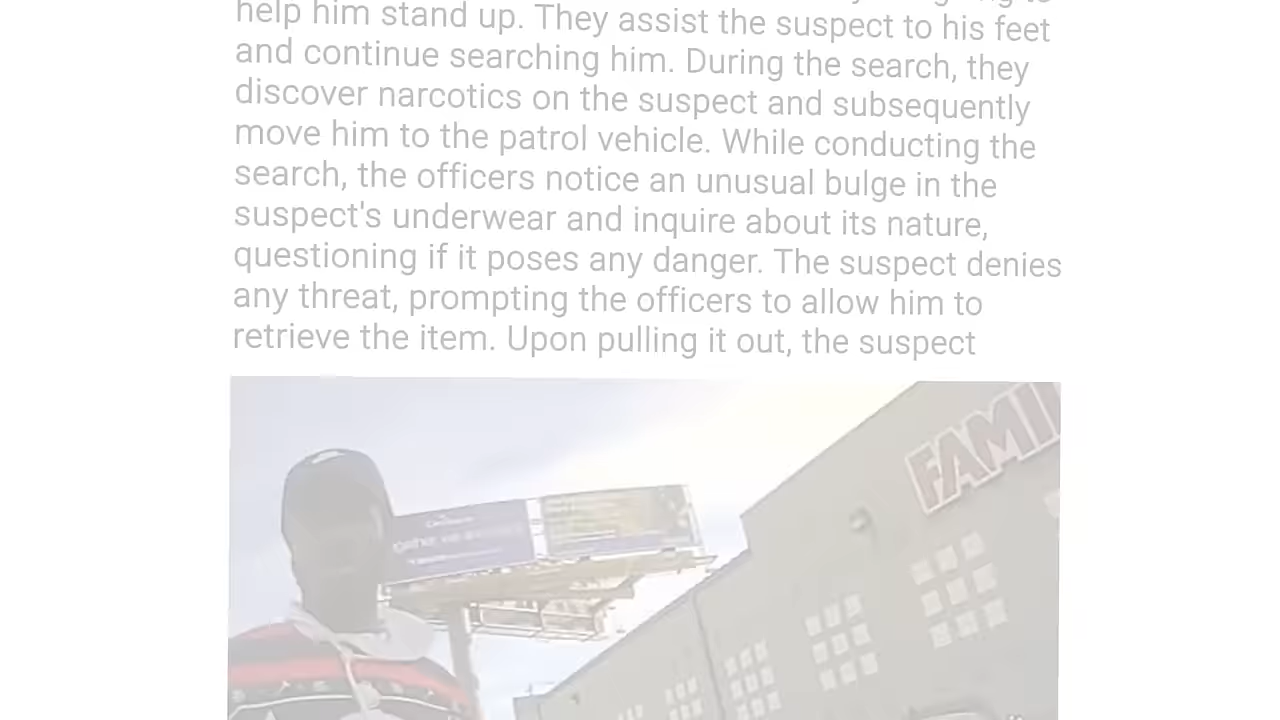 help him stand up. They assist the suspect to his feet
and continue searching him. During the search, they
discover narcotics on the suspect and subsequently
move him to the patrol vehicle. While conducting the
search, the officers notice an unusual bulge in the
suspect's underwear and inquire about its nature,
questioning if it poses any danger. The suspect denies
any threat, prompting the officers to allow him to
retrieve the item. Upon pulling it out, the suspect
FAMI